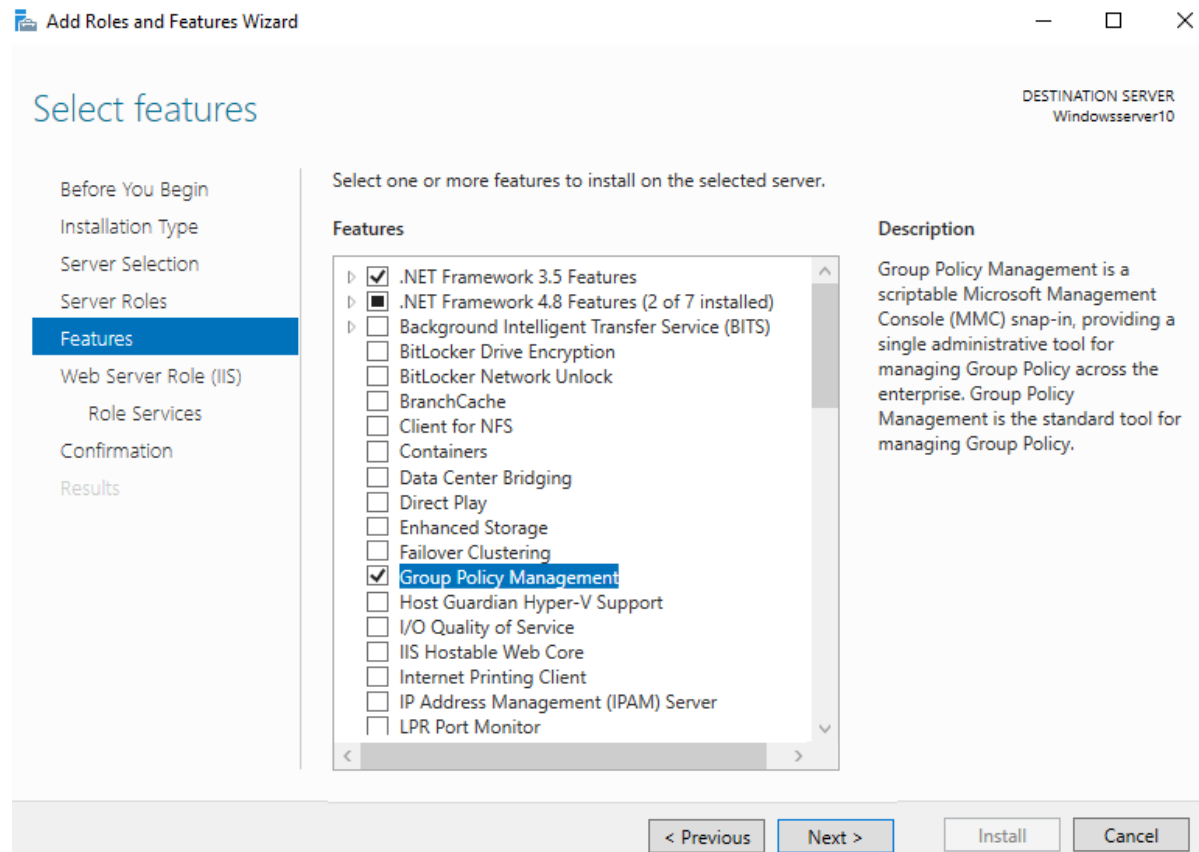 Add Roles and Features Wizard
Select features
DESTINATION SERVER
Windowsserver10
Before You Begin
Installation Type
Server Selection
Server Roles
Features
Web Server Role (IIS)
Role Services
Confirmation
Results
Select one or more features to install on the selected server.
Features
.NET Framework 3.5 Features
.NET Framework 4.8 Features (2 of 7 installed)
Background Intelligent Transfer Service (BITS)
BitLocker Drive Encryption
BitLocker Network Unlock
BranchCache
Client for NFS
Containers
Data Center Bridging
Direct Play
Enhanced Storage
Failover Clustering
Group Policy Management
Host Guardian Hyper-V Support
I/O Quality of Service
IIS Hostable Web Core
Internet Printing Client
IP Address Management (IPAM) Server
LPR Port Monitor
Description
Group Policy Management is a
scriptable Microsoft Management
Console (MMC) snap-in, providing a
single administrative tool for
managing Group Policy across the
enterprise. Group Policy
Management is the standard tool for
managing Group Policy.
< Previous
Next >
Install
Cancel